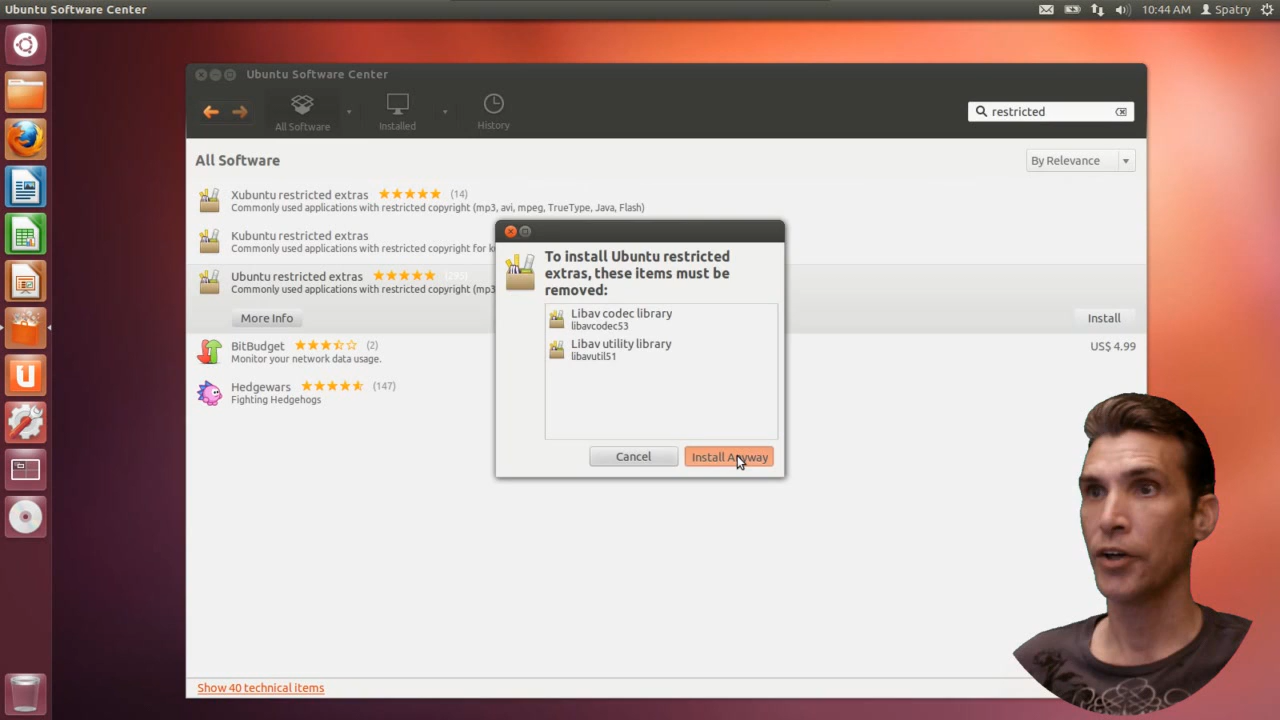 Ubuntu Software Center
10:44 AM Spatry
Ubuntu Software Center
All Software
Installed
History
restricted
All Software
By Relevance
Xubuntu restricted extras (14)
Commonly used applications with restricted copyright (mp3, avi, mpeg, TrueType, Java, Flash)
Kubuntu restricted extras
Commonly used applications with restricted copyright for k
Ubuntu restricted extras
Commonly used applications with restricted copyright (mp3
More Info
Install
BitBudget (2)
Monitor your network data usage.
US$ 4.99
Hedgewars (147)
Fighting Hedgehogs
To install Ubuntu restricted
extras, these items must be
removed:
Libav codec library
libavcodec53
Libav utility library
libavutil51
Cancel
Install Anyway
Show 40 technical items